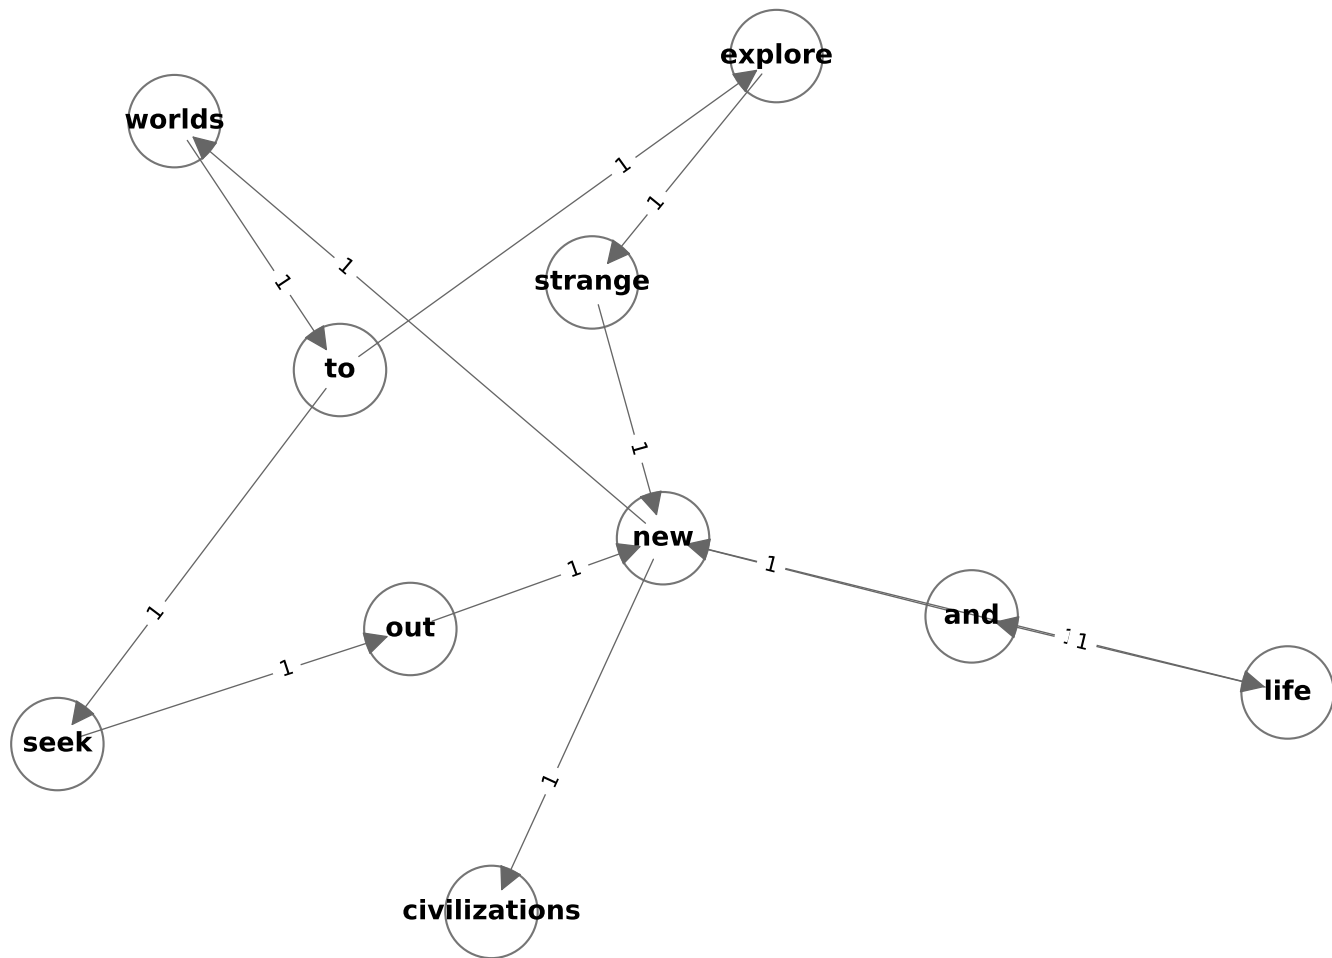 explore
worlds
1
1
1
1
strange
to
1
new
1
1
1
and
out
1
1
1
life
seek
1
civilizations